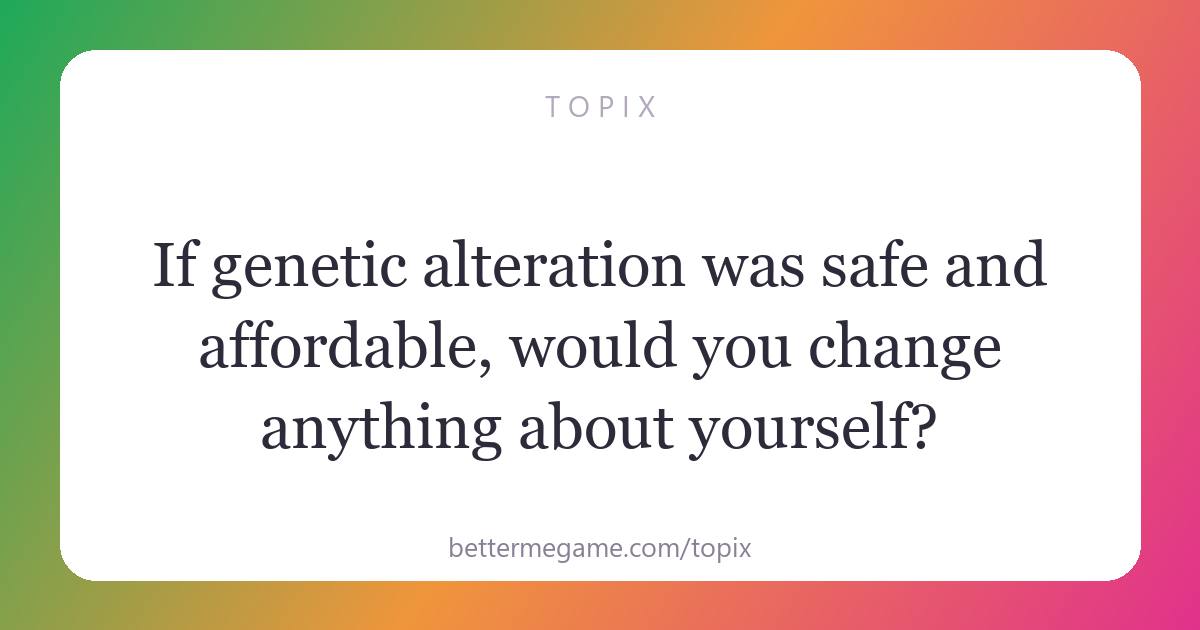 TOPIX
If genetic alteration was safe and
affordable, would you change
anything about yourself?
bettermegame.com/topix